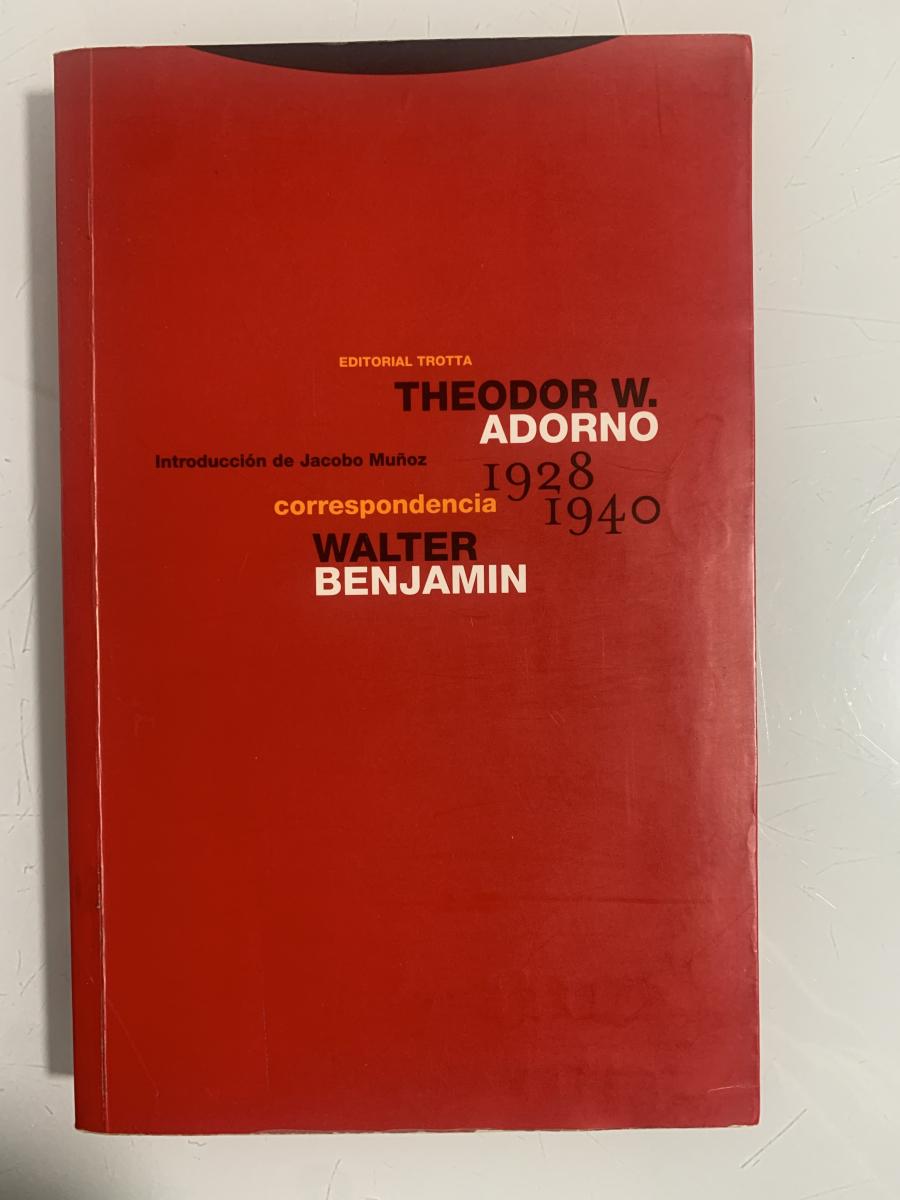 EDITORIAL TROTTA
THEODOR W.
ADORNO
Introducción de Jacobo Muñoz
1928
correspondencia
1940
WALTER
BENJAMIN